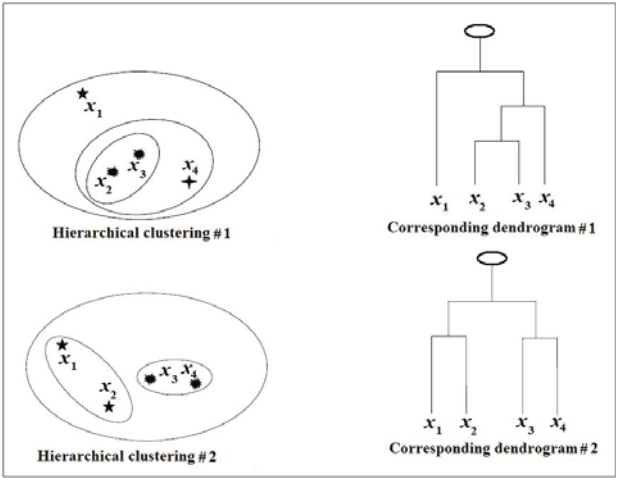 x1
x2
x3
x4
Hierarchical clustering #1
x1 x2 x3 x4
Corresponding dendrogram #1
x1
x2
x3 x4
Hierarchical clustering #2
x1 x2 x3 x4
Corresponding dendrogram #2